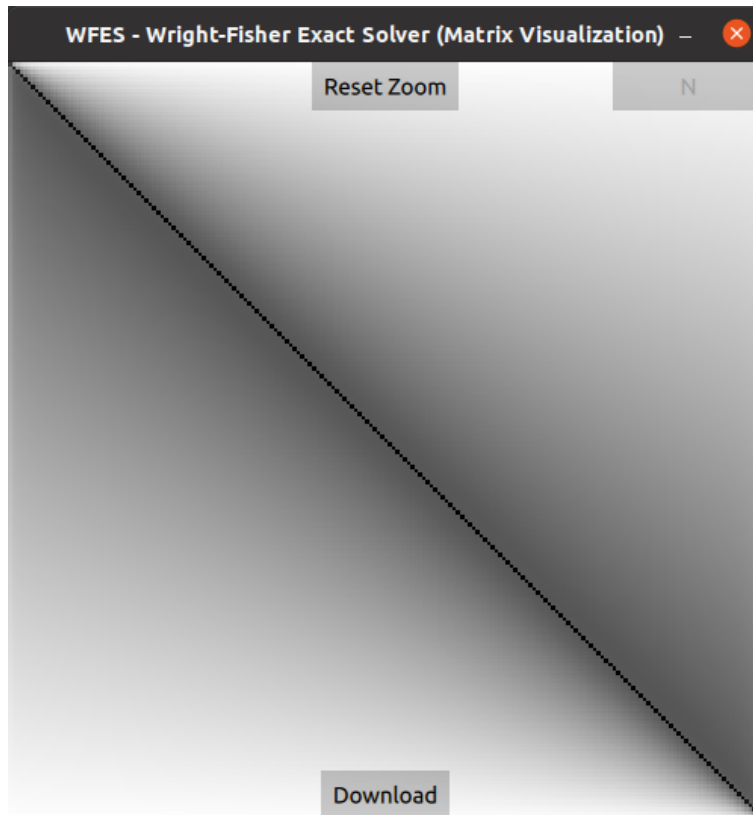 WFES - Wright-Fisher Exact Solver (Matrix Visualization)
Reset Zoom
N
Download